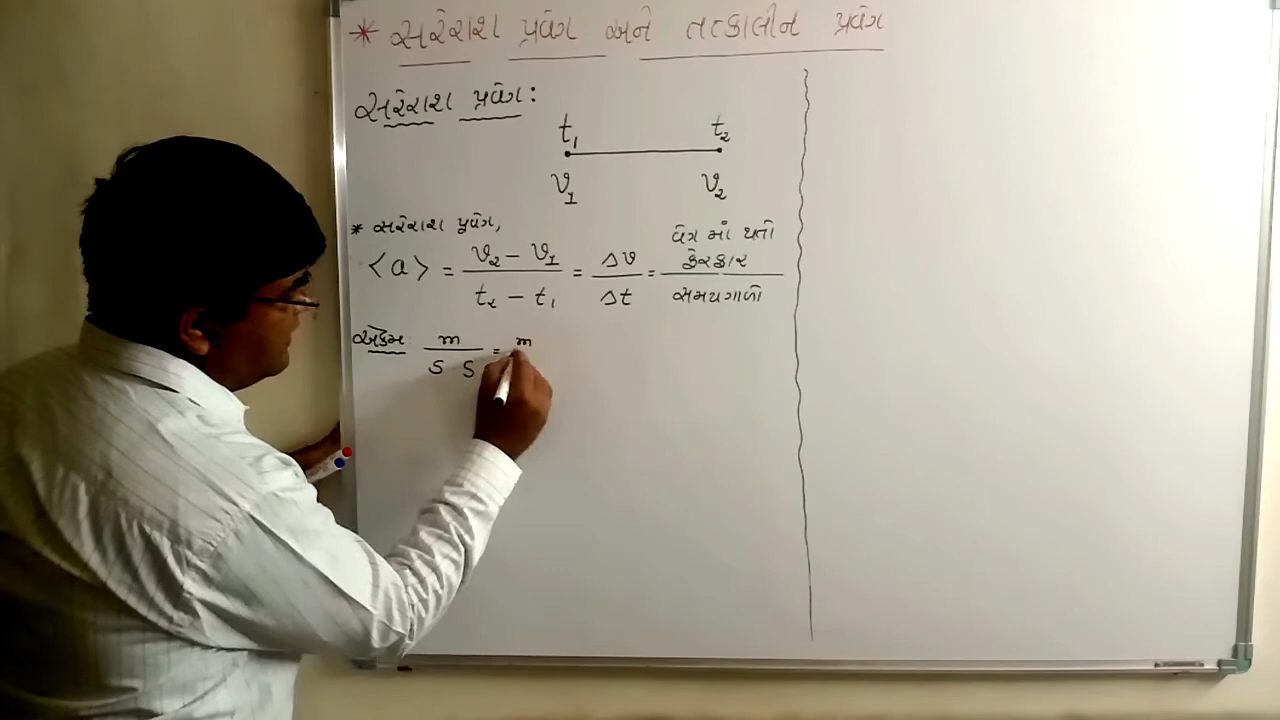 * સરેરાશ પ્રવેગ અને તત્કાલીન પ્રવેગ
સરેરાશ પ્રવેગ:
t₁ t₂
v₁ v₂
* સરેરાશ પ્રવેગ,
<a> = v₂ - v₁ / t₂ - t₁ = Δv / Δt = વેગ માં થતો ફેરફાર / સમયગાળો
એકમ: m / s s = m